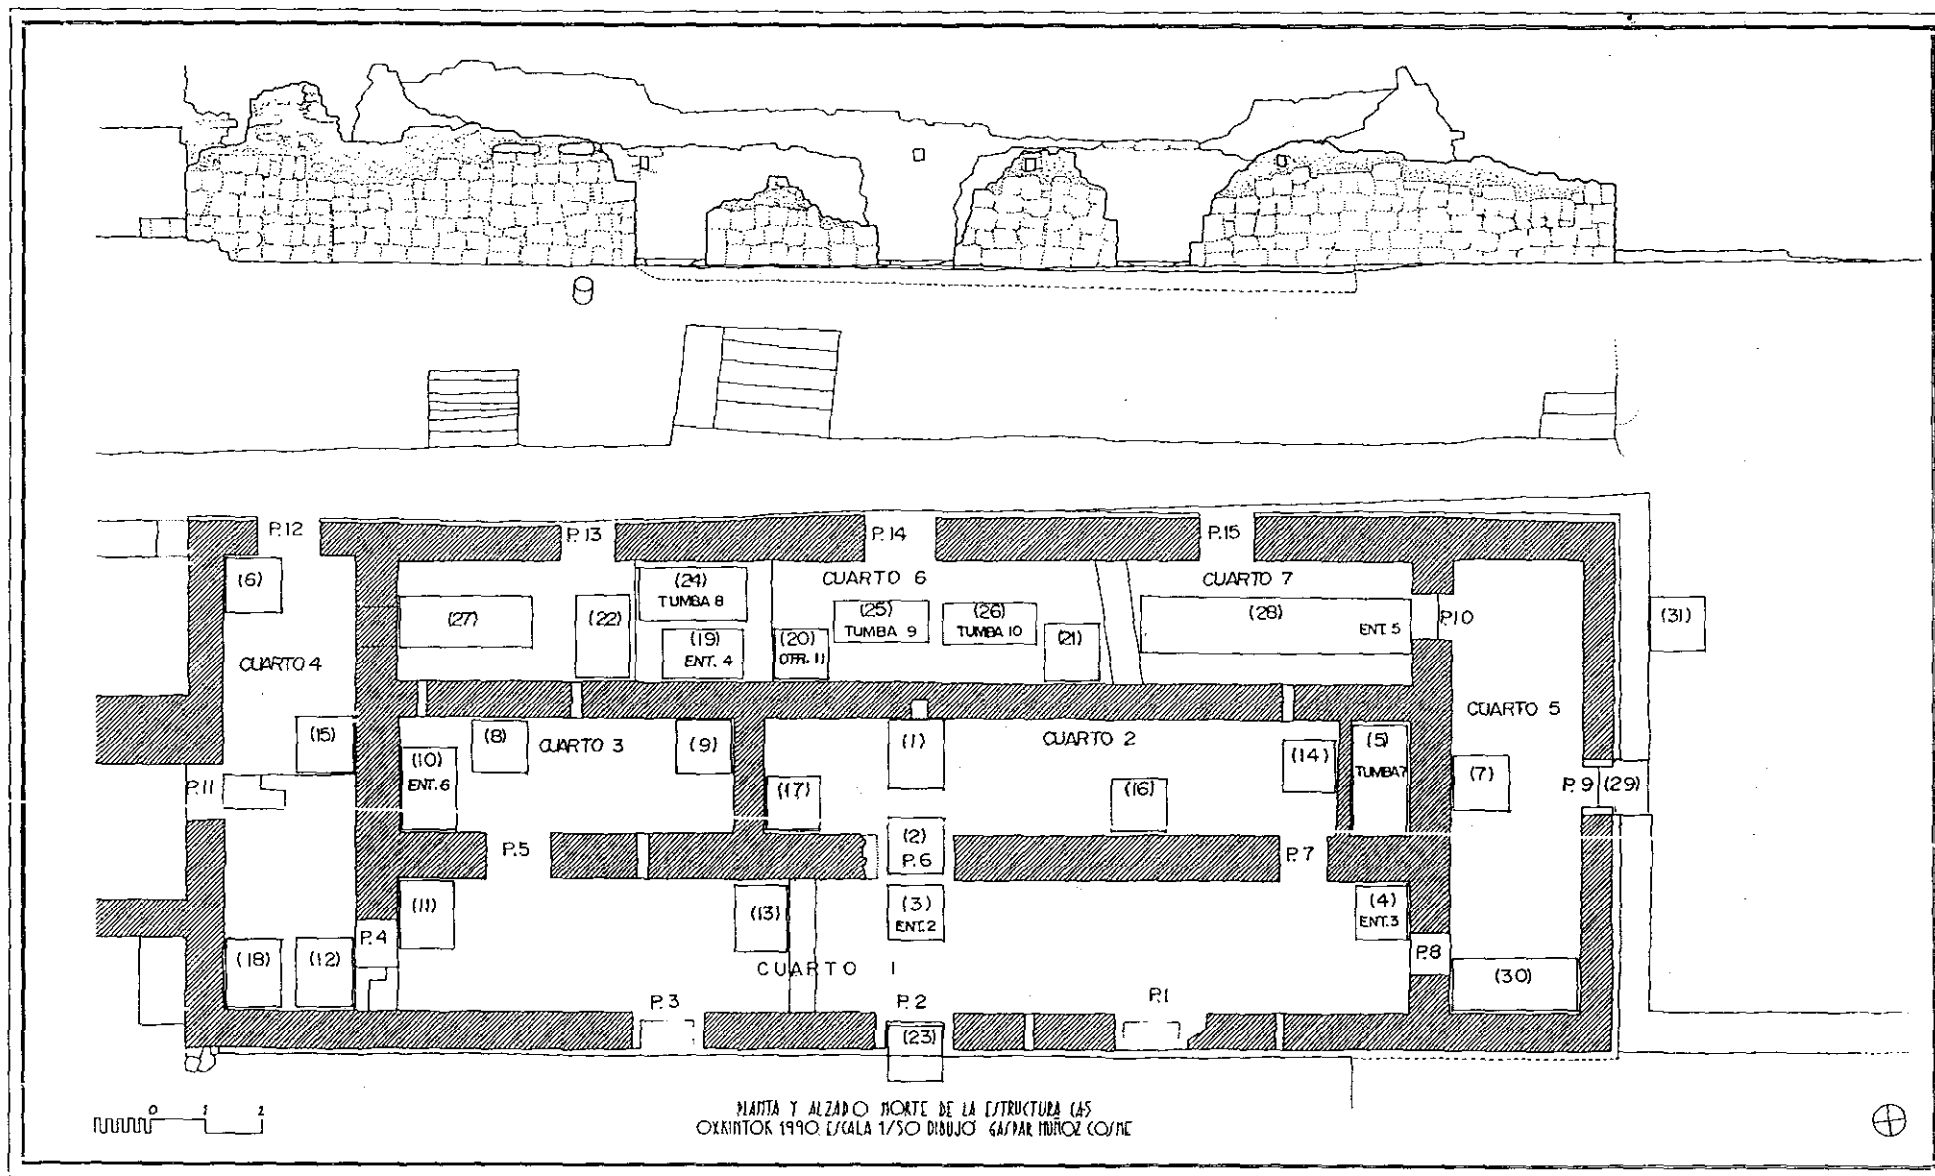 P.12
P.13
P.14
P.15
(6)
(24)
TUMBA 8
CUARTO 6
CUARTO 7
(27)
(22)
(25)
TUMBA 9
(26)
TUMBA 10
(28)
ENT. 5
P.10
(31)
(19)
ENT. 4
(20)
OFR. 11
(21)
CUARTO 4
CUARTO 5
(15)
(8)
CUARTO 3
(9)
(1)
CUARTO 2
(14)
(5)
TUMBA 7
(10)
ENT. 6
(7)
P.9
(29)
P.11
(17)
(16)
P.5
(2)
P.6
P.7
(11)
(13)
(3)
ENT. 2
(4)
ENT. 3
P.4
P.8
(18)
(12)
CUARTO 1
(30)
P.3
P.2
P.1
(23)
0 1 2
PLANTA Y ALZADO NORTE DE LA ESTRUCTURA CA5
OXKINTOK 1990. ESCALA 1/50 DIBUJO GASPAR MUÑOZ COSME